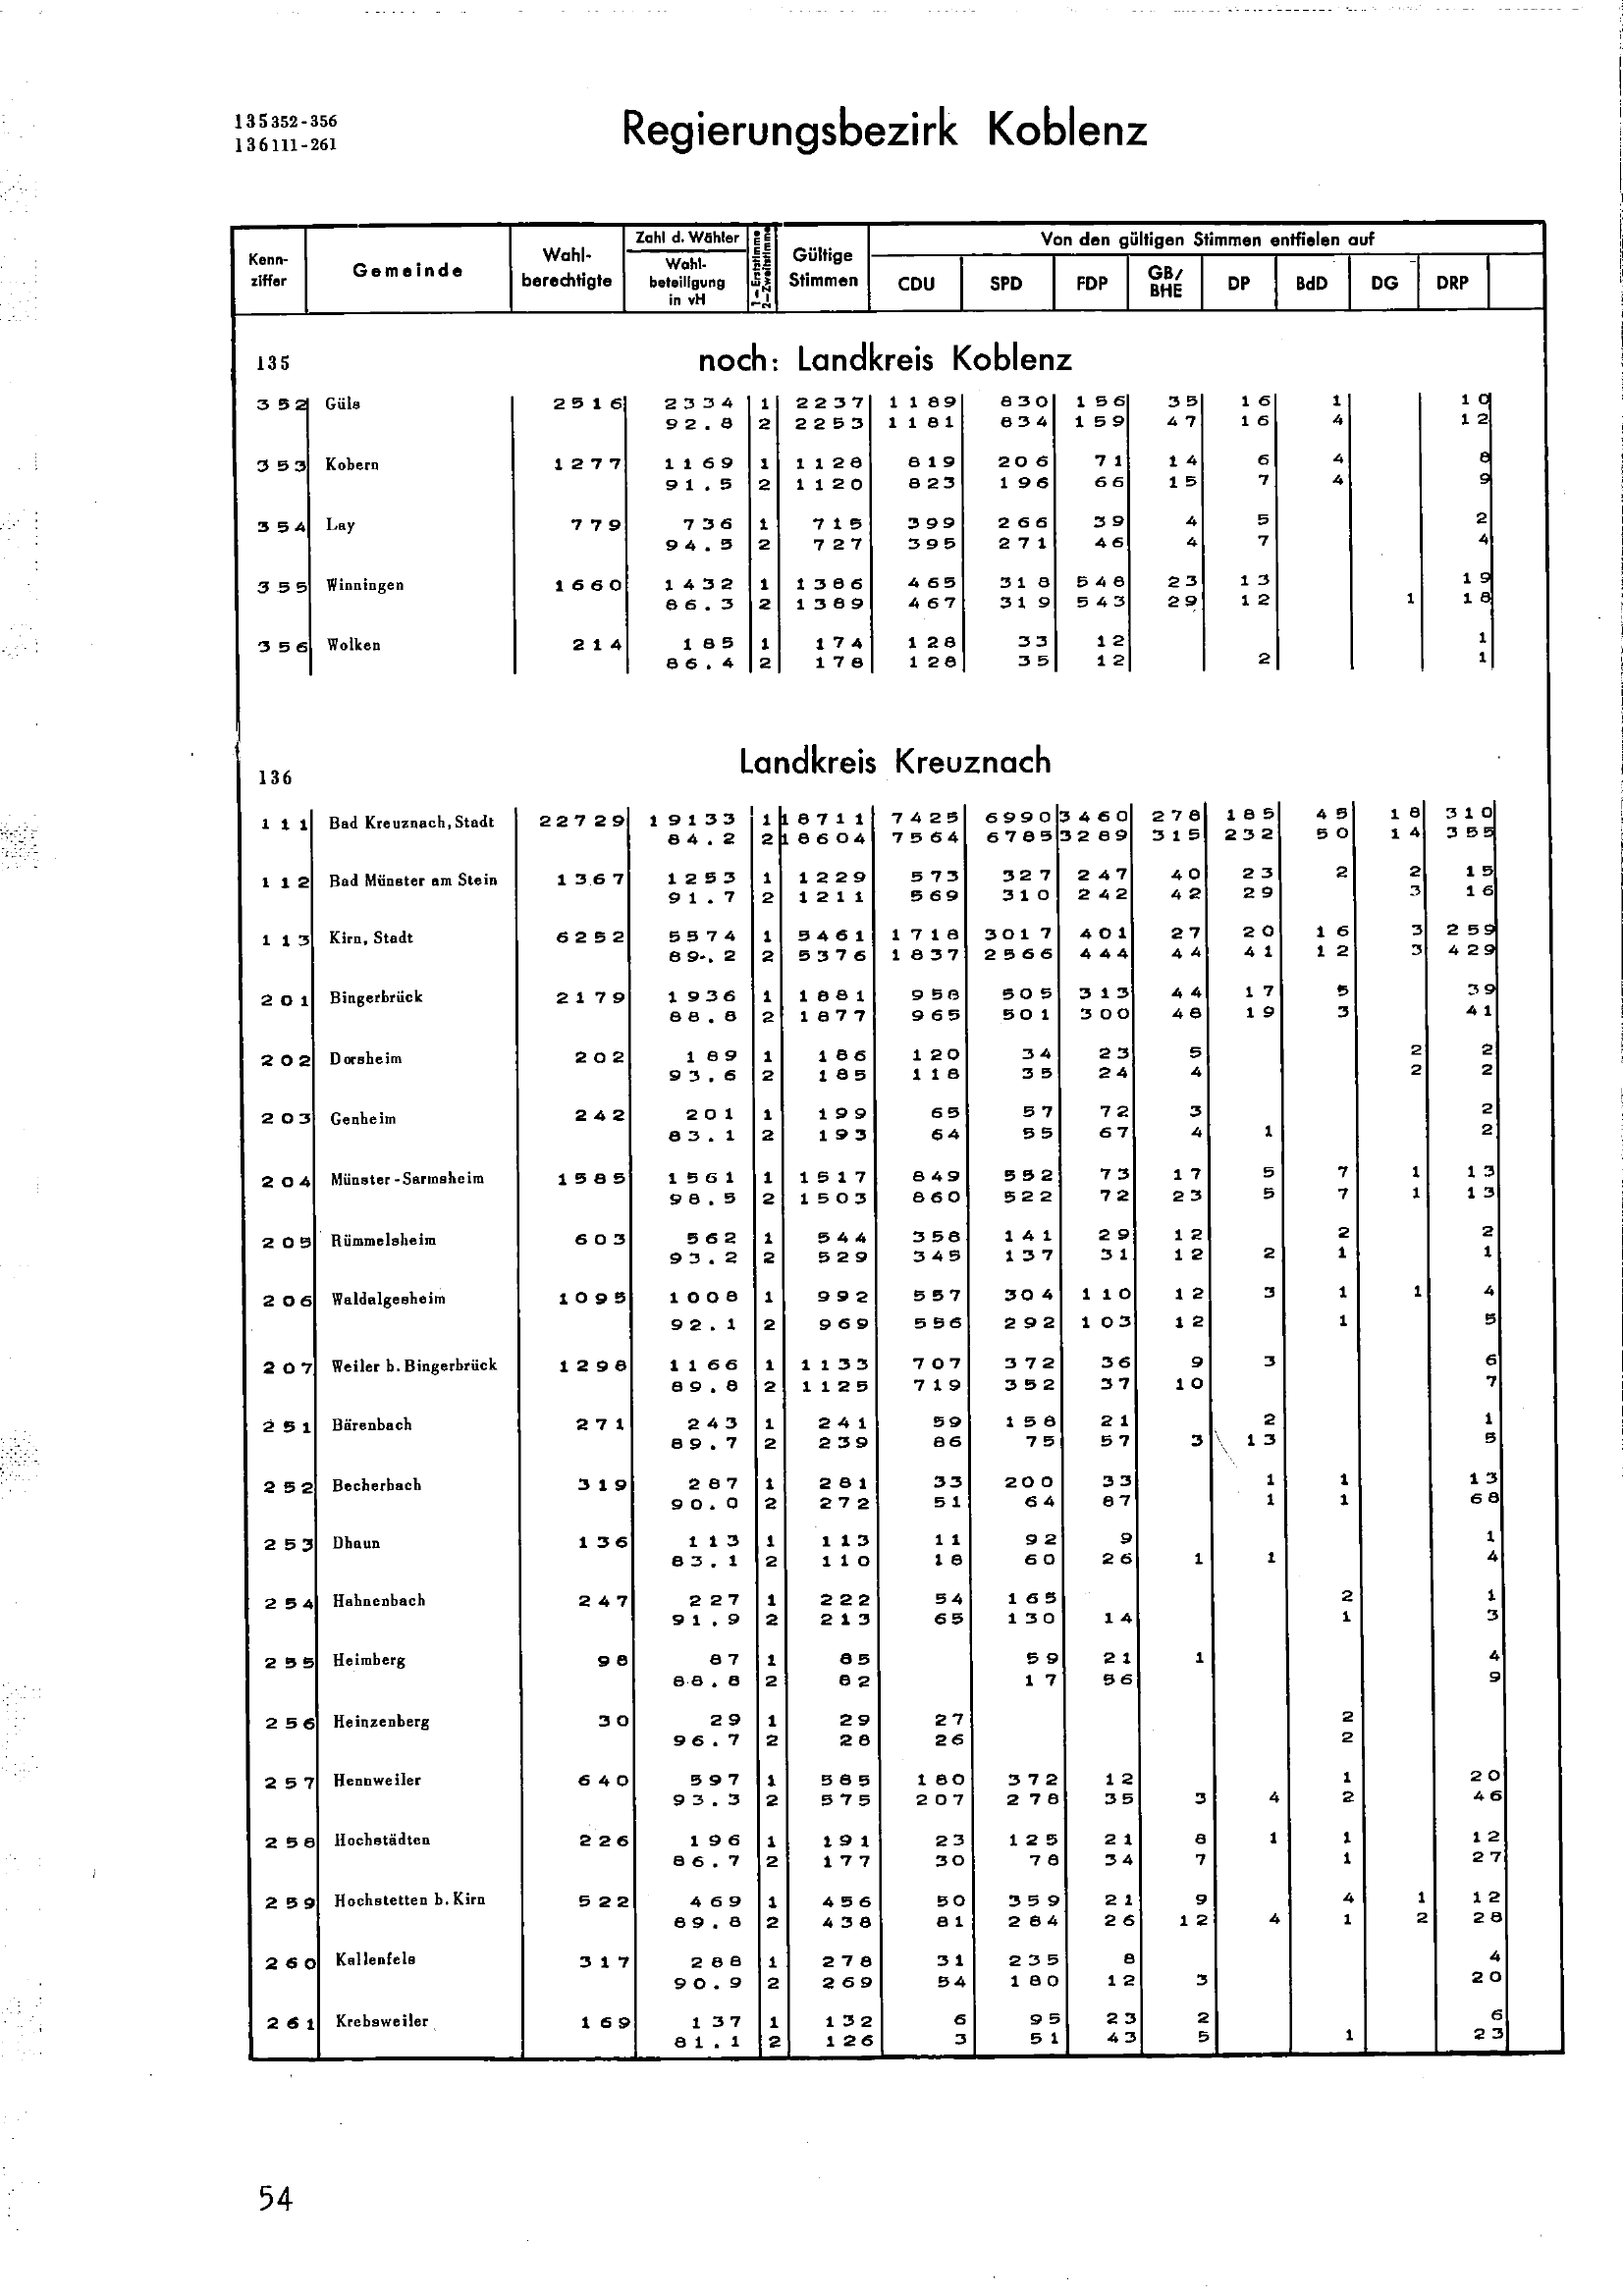 135352-356
136111-261
Regierungsbezirk Koblenz
Kenn-ziffer Gemeinde Wahl-berechtigte Zahl d. Wähler Wahl-beteiligung in vH 1=Erststimme 2=Zweitstimme Gültige Stimmen Von den gültigen Stimmen entfielen auf
CDU SPD FDP GB/BHE DP BdD DG DRP
135 noch: Landkreis Koblenz
352 Güls 2516 2334 1 2237 1189 830 156 35 16 1 10
92.8 2 2253 1181 834 159 47 16 4 12
353 Kobern 1277 1169 1 1128 819 206 71 14 6 4 8
91.5 2 1120 823 196 66 15 7 4 9
354 Lay 779 736 1 715 399 266 39 4 5 2
94.5 2 727 395 271 46 4 7 4
355 Winningen 1660 1432 1 1386 465 318 548 23 13 19
86.3 2 1389 467 319 543 29 12 1 18
356 Wolken 214 185 1 174 128 33 12 1
86.4 2 178 128 35 12 2 1
136 Landkreis Kreuznach
111 Bad Kreuznach, Stadt 22729 19133 1 18711 7425 6990 3460 278 185 45 18 310
84.2 2 18604 7564 6785 3289 315 232 50 14 355
112 Bad Münster am Stein 1367 1253 1 1229 573 327 247 40 23 2 2 15
91.7 2 1211 569 310 242 42 29 3 16
113 Kirn, Stadt 6252 5574 1 5461 1718 3017 401 27 20 16 3 259
89.2 2 5376 1837 2566 444 44 41 12 3 429
201 Bingerbrück 2179 1936 1 1881 958 505 313 44 17 5 39
88.8 2 1877 965 501 300 48 19 3 41
202 Dorsheim 202 189 1 186 120 34 23 5 2 2
93.6 2 185 118 35 24 4 2 2
203 Genheim 242 201 1 199 65 57 72 3 2
83.1 2 193 64 55 67 4 1 2
204 Münster-Sarmsheim 1585 1561 1 1517 849 552 73 17 5 7 1 13
98.5 2 1503 860 522 72 23 5 7 1 13
205 Rümmelsheim 603 562 1 544 358 141 29 12 2 2
93.2 2 529 345 137 31 12 2 1 1
206 Waldalgesheim 1095 1008 1 992 557 304 110 12 3 1 1 4
92.1 2 969 556 292 103 12 1 5
207 Weiler b. Bingerbrück 1298 1166 1 1133 707 372 36 9 3 6
89.8 2 1125 719 352 37 10 7
251 Bärenbach 271 243 1 241 59 158 21 2 1
89.7 2 239 86 75 57 3 13 5
252 Becherbach 319 287 1 281 33 200 33 1 1 13
90.0 2 272 51 64 87 1 1 68
253 Dhaun 136 113 1 113 11 92 9 1
83.1 2 110 18 60 26 1 1 4
254 Hahnenbach 247 227 1 222 54 165 2 1
91.9 2 213 65 130 14 1 3
255 Heimberg 98 87 1 85 59 21 1 4
88.8 2 82 17 56 9
256 Heinzenberg 30 29 1 29 27 2
96.7 2 28 26 2
257 Hennweiler 640 597 1 585 180 372 12 1 20
93.3 2 575 207 278 35 3 4 2 46
258 Hochstädten 226 196 1 191 23 125 21 8 1 1 12
86.7 2 177 30 78 34 7 1 27
259 Hochstetten b. Kirn 522 469 1 456 50 359 21 9 4 1 12
89.8 2 438 81 284 26 12 4 1 2 28
260 Kallenfels 317 288 1 278 31 235 8 4
90.9 2 269 54 180 12 3 20
261 Krebsweiler 169 137 1 132 6 95 23 2 6
81.1 2 126 3 51 43 5 1 23
54